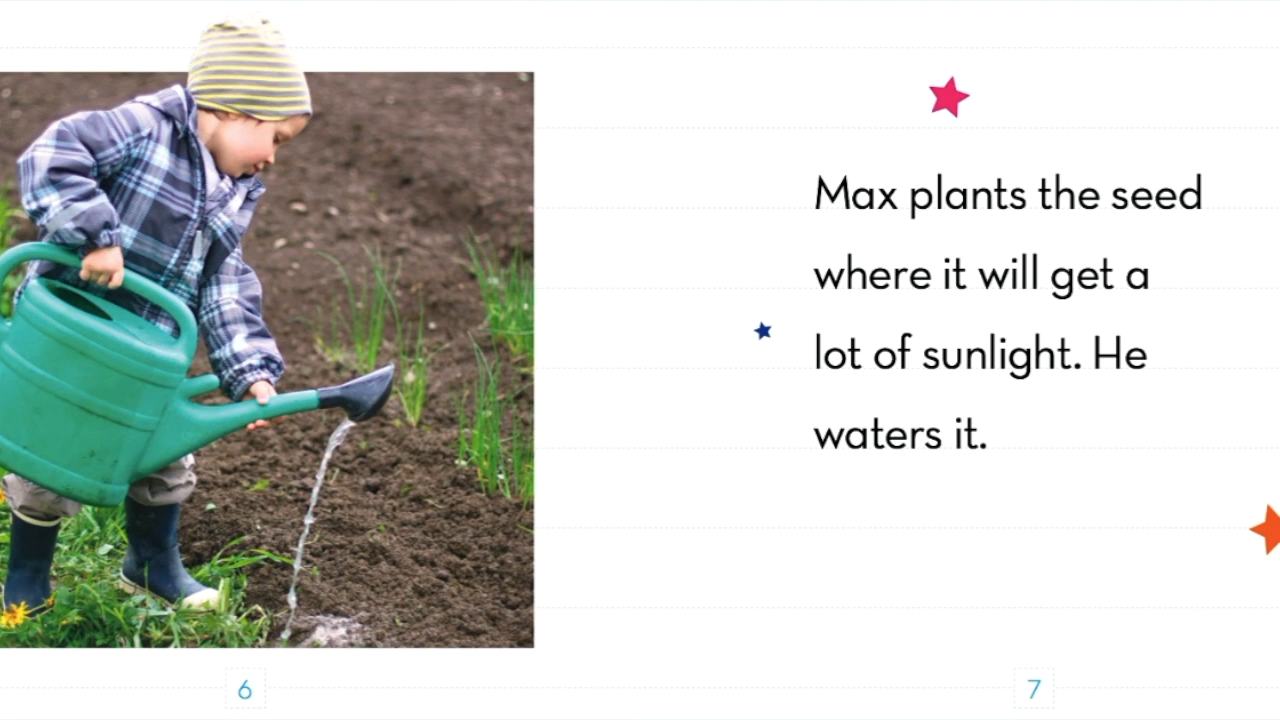 Max plants the seed
where it will get a
lot of sunlight. He
waters it.
6
7